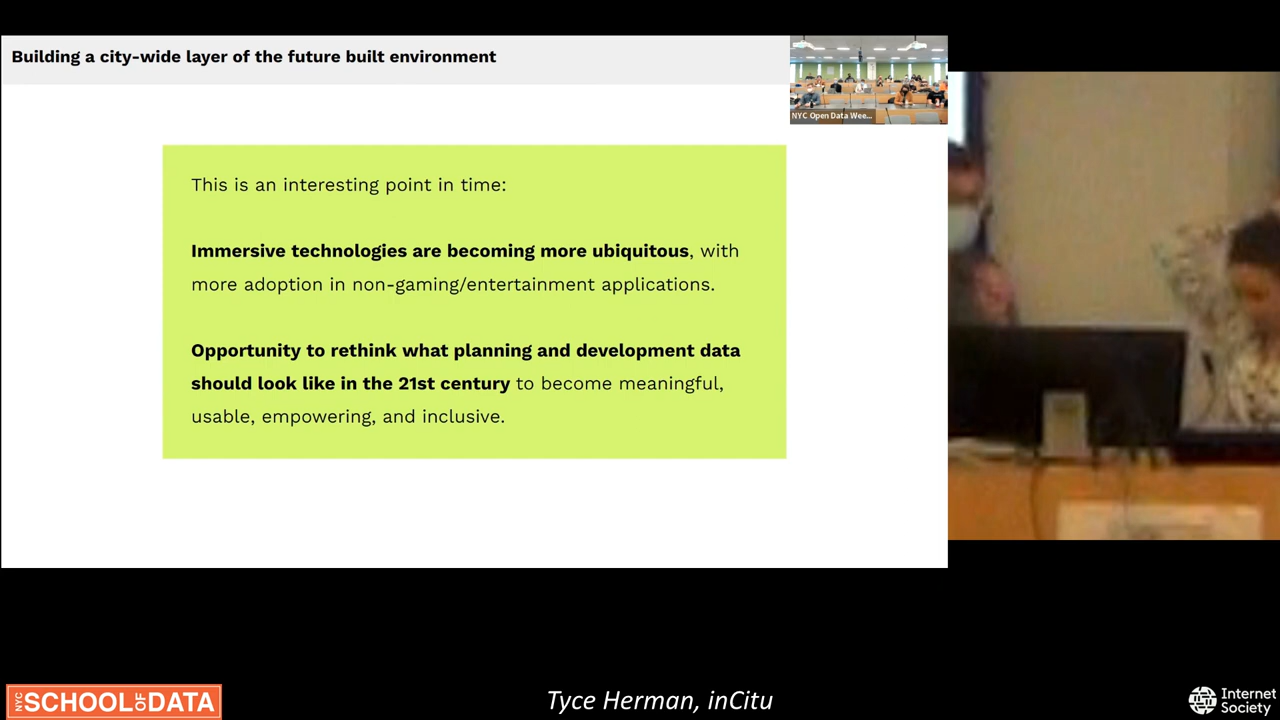 Building a city-wide layer of the future built environment
NYC Open Data Wee...
This is an interesting point in time:
Immersive technologies are becoming more ubiquitous, with
more adoption in non-gaming/entertainment applications.
Opportunity to rethink what planning and development data
should look like in the 21st century to become meaningful,
usable, empowering, and inclusive.
NYC SCHOOL OF DATA
Tyce Herman, inCitu
Internet
Society